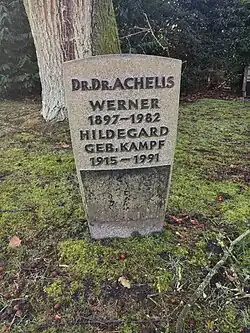 DR.DR.ACHELIS
WERNER
1897–1982
HILDEGARD
GEB.KAMPF
1915–1991